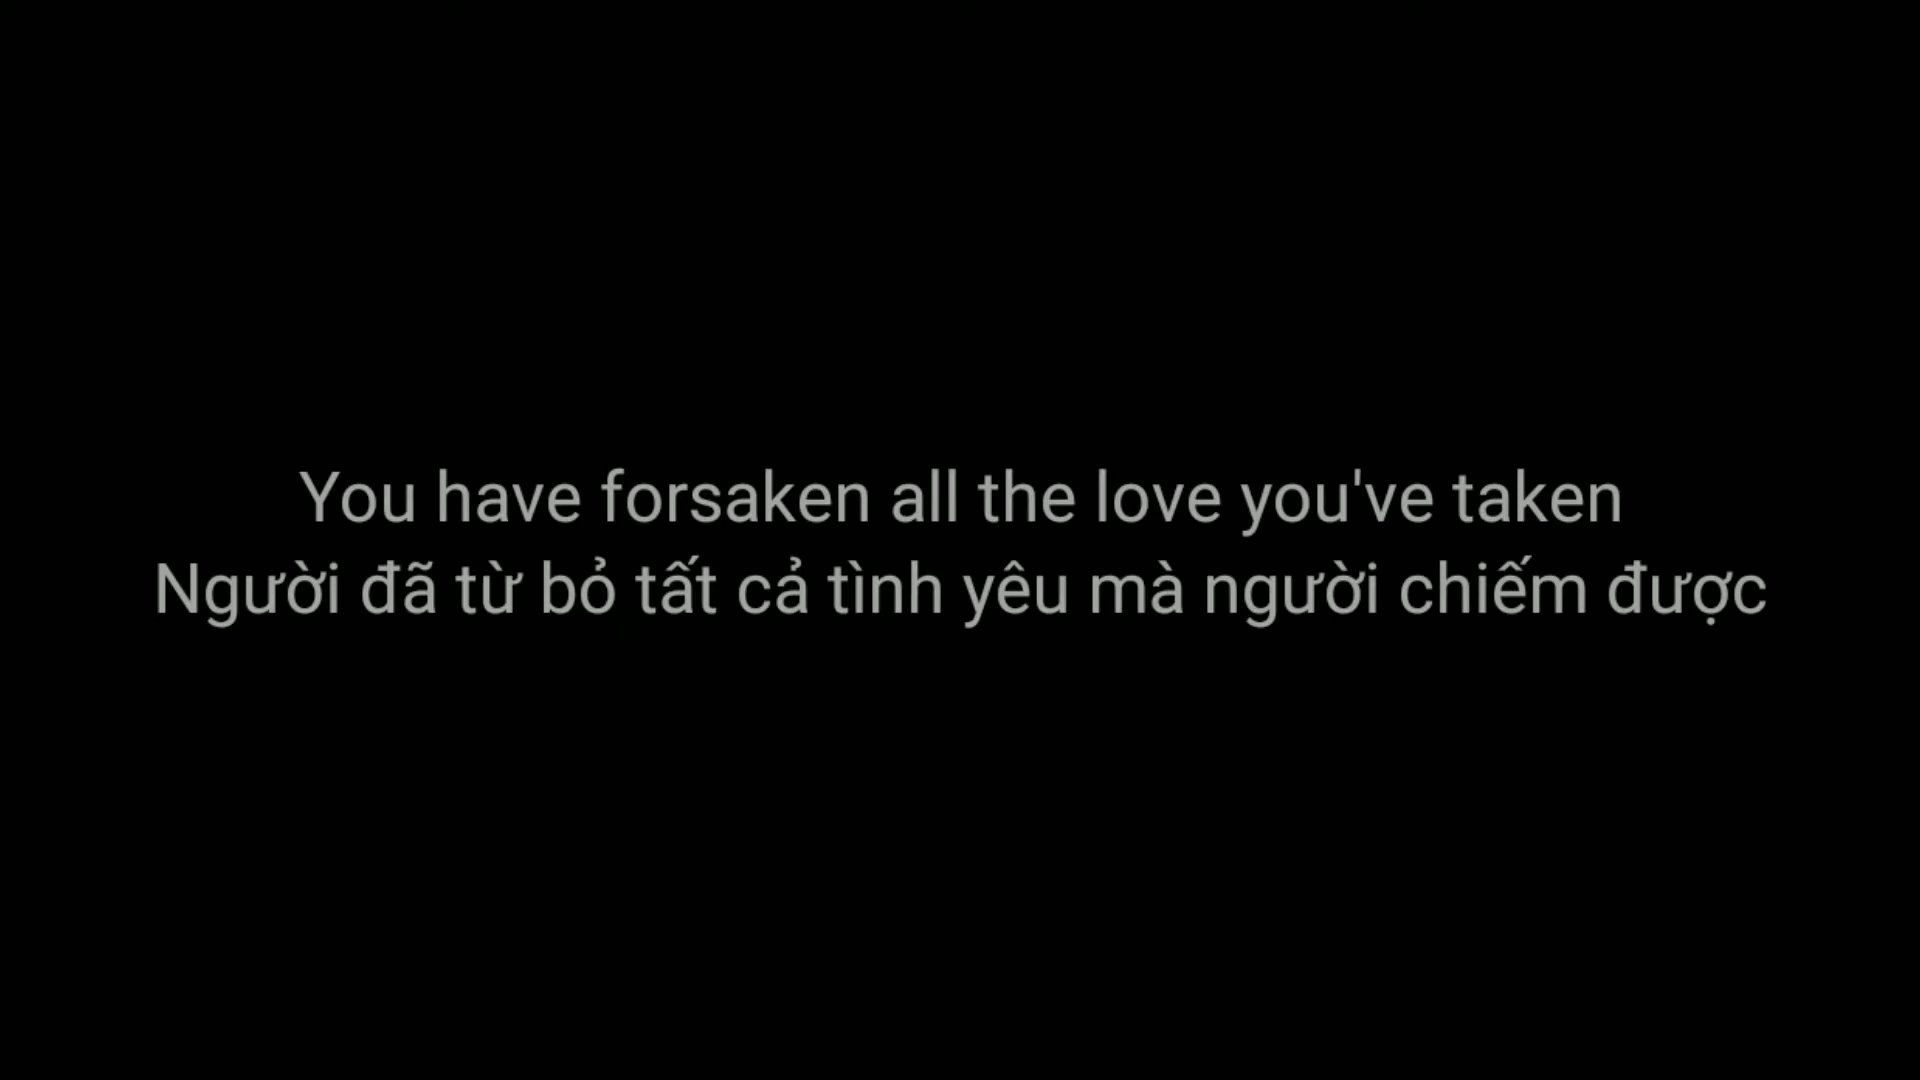 You have forsaken all the love you've taken
Người đã từ bỏ tất cả tình yêu mà người chiếm được